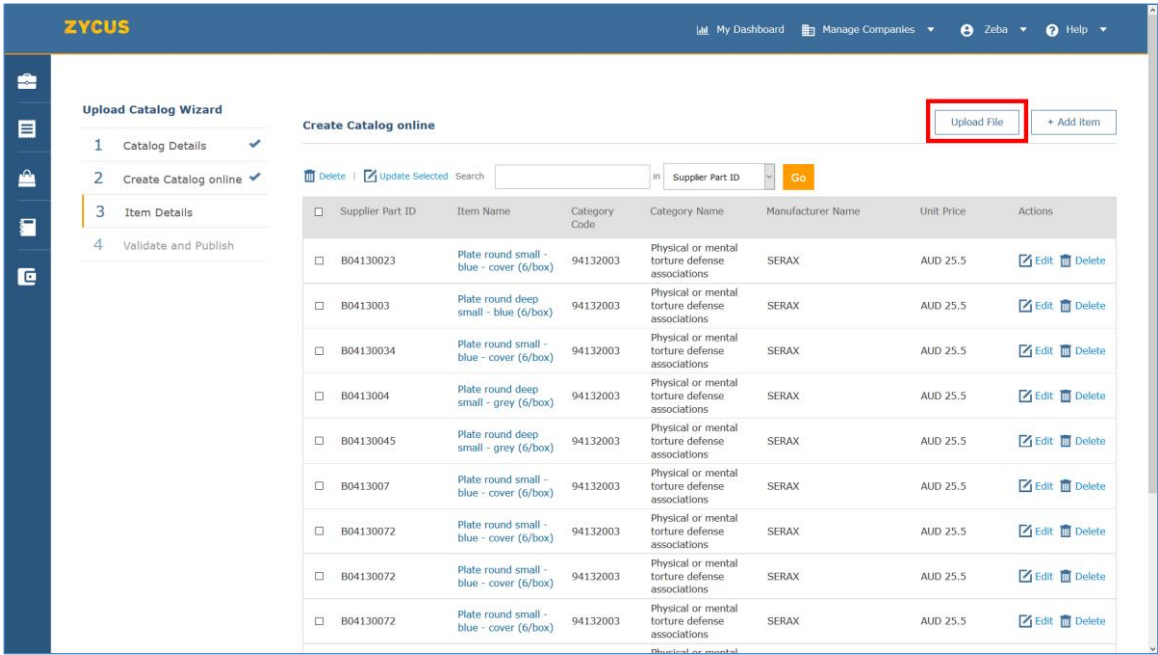 ZYCUS
My Dashboard Manage Companies Zeba Help
Upload Catalog Wizard
1 Catalog Details
2 Create Catalog online
3 Item Details
4 Validate and Publish
Create Catalog online
Upload File + Add item
Delete | Update Selected Search in Supplier Part ID Go
Supplier Part ID Item Name Category Code Category Name Manufacturer Name Unit Price Actions
B04130023 Plate round small - blue - cover (6/box) 94132003 Physical or mental torture defense associations SERAX AUD 25.5 Edit Delete
B0413003 Plate round deep small - blue (6/box) 94132003 Physical or mental torture defense associations SERAX AUD 25.5 Edit Delete
B04130034 Plate round small - blue - cover (6/box) 94132003 Physical or mental torture defense associations SERAX AUD 25.5 Edit Delete
B0413004 Plate round deep small - grey (6/box) 94132003 Physical or mental torture defense associations SERAX AUD 25.5 Edit Delete
B04130045 Plate round deep small - grey (6/box) 94132003 Physical or mental torture defense associations SERAX AUD 25.5 Edit Delete
B0413007 Plate round small - blue - cover (6/box) 94132003 Physical or mental torture defense associations SERAX AUD 25.5 Edit Delete
B04130072 Plate round small - blue - cover (6/box) 94132003 Physical or mental torture defense associations SERAX AUD 25.5 Edit Delete
B04130072 Plate round small - blue - cover (6/box) 94132003 Physical or mental torture defense associations SERAX AUD 25.5 Edit Delete
B04130072 Plate round small - blue - cover (6/box) 94132003 Physical or mental torture defense associations SERAX AUD 25.5 Edit Delete
Physical or mental